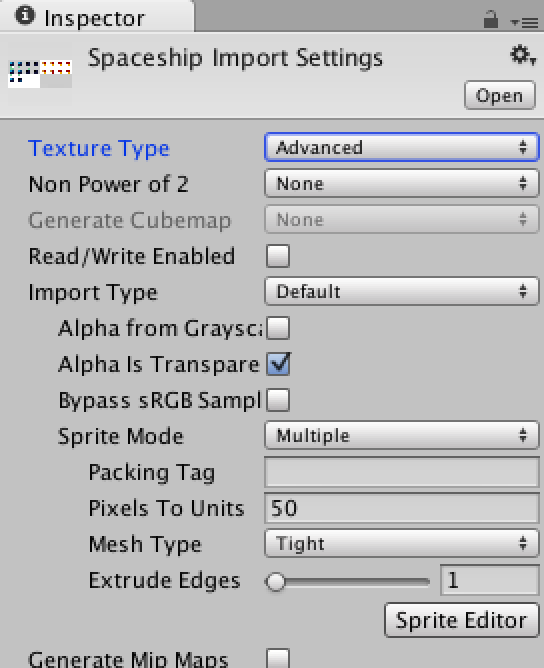 Inspector
Spaceship Import Settings
Open
Texture Type Advanced
Non Power of 2 None
Generate Cubemap None
Read/Write Enabled
Import Type Default
Alpha from Graysca
Alpha Is Transpare
Bypass sRGB Sampl
Sprite Mode Multiple
Packing Tag
Pixels To Units 50
Mesh Type Tight
Extrude Edges 1
Sprite Editor
Generate Mip Maps